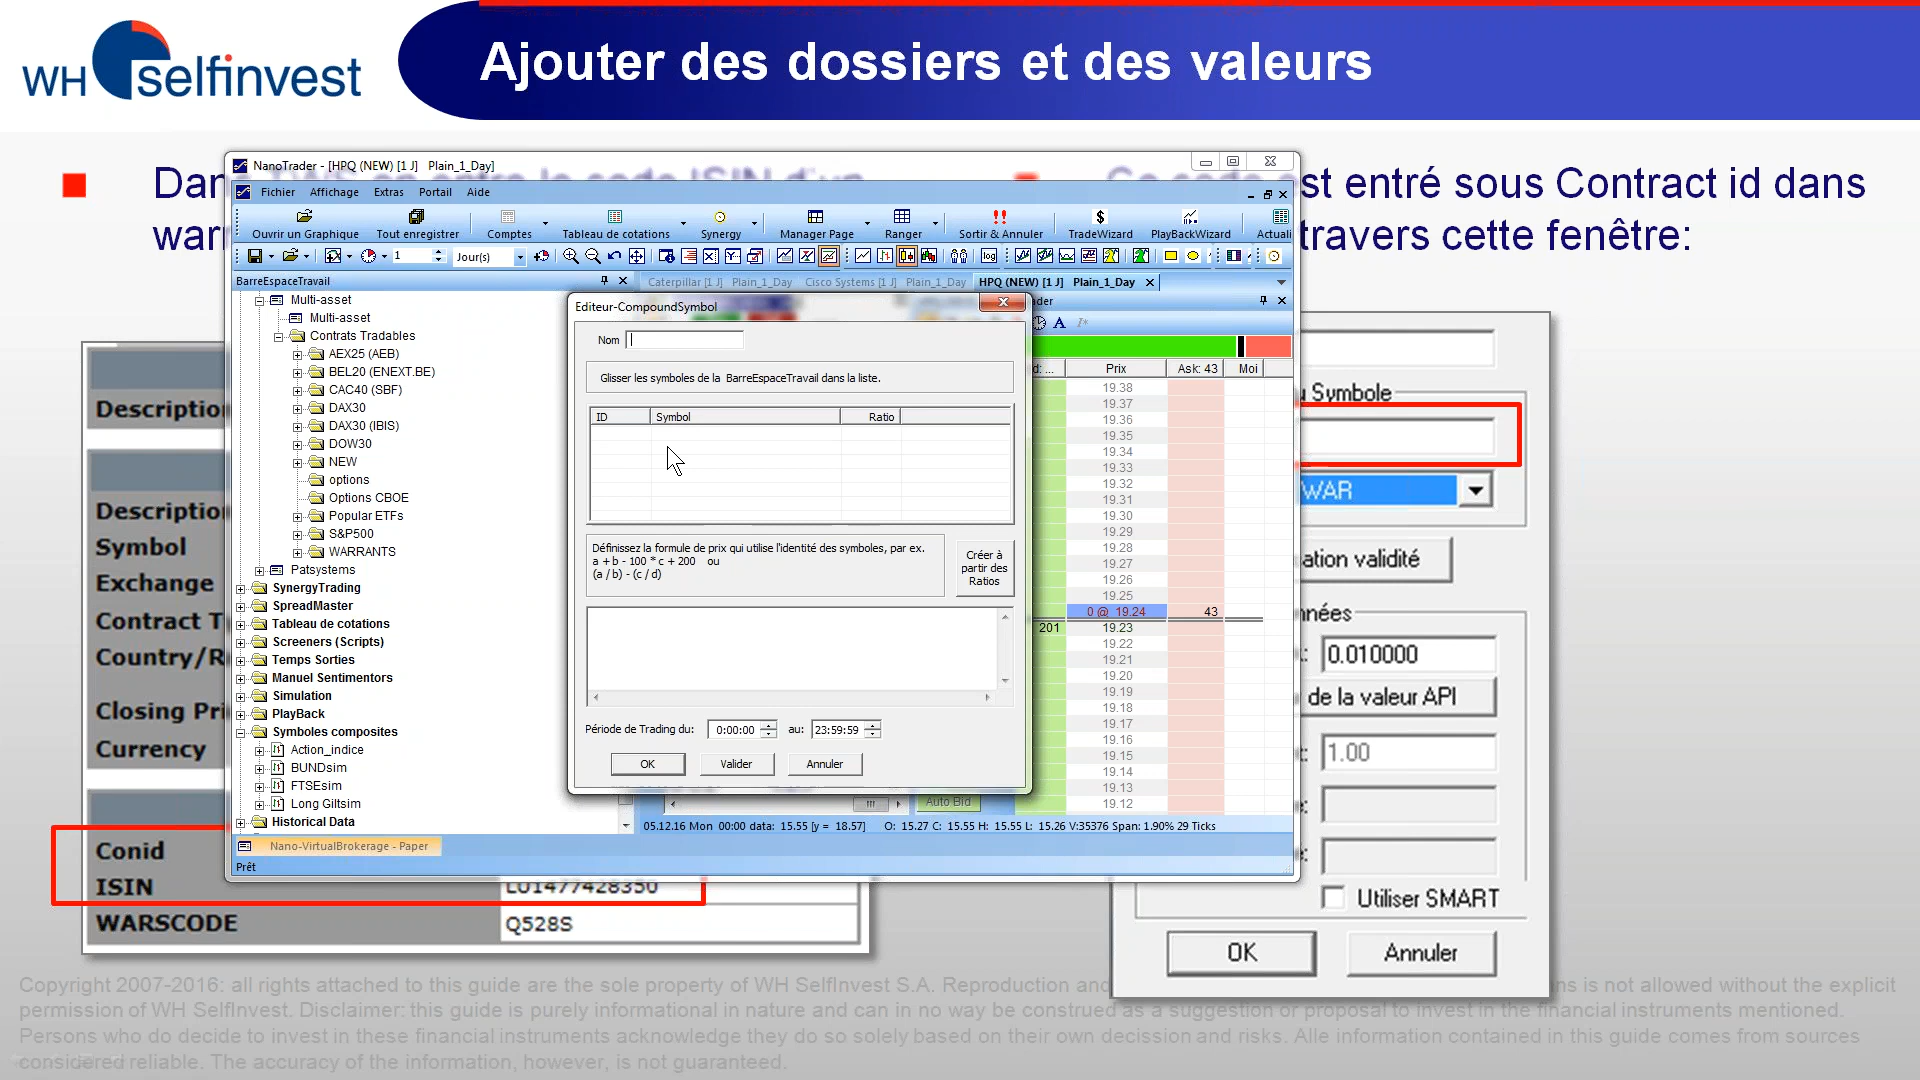 WH selfinvest
Ajouter des dossiers et des valeurs
st entré sous Contract id dans
travers cette fenêtre:
NanoTrader - [HPQ (NEW) [1 J]   Plain_1_Day]
Fichier Affichage Extras Portail Aide
Ouvrir un Graphique Tout enregistrer Comptes Tableau de cotations Synergy Manager Page Ranger Sortir & Annuler TradeWizard PlayBackWizard Actuali
1 Jour(s)
BarreEspaceTravail
Caterpillar [1 J] Plain_1_Day Cisco Systems [1 J] Plain_1_Day HPQ (NEW) [1 J] Plain_1_Day
Multi-asset
Multi-asset
Contrats Tradables
AEX25 (AEB)
BEL20 (ENEXT.BE)
CAC40 (SBF)
DAX30
DAX30 (IBIS)
DOW30
NEW
options
Options CBOE
Popular ETFs
S&P500
WARRANTS
Patsystems
SynergyTrading
SpreadMaster
Tableau de cotations
Screeners (Scripts)
Temps Sorties
Manuel Sentimentors
Simulation
PlayBack
Symboles composites
Action_indice
BUNDsim
FTSEsim
Long Giltsim
Historical Data
Nano-VirtualBrokerage - Paper
Prêt
Editeur-CompoundSymbol
Nom
Glisser les symboles de la  BarreEspaceTravail dans la liste.
ID Symbol Ratio
Définissez la formule de prix qui utilise l'identité des symboles, par ex.
a + b - 100 * c + 200    ou
(a / b) - (c / d)
Créer à
partir des
Ratios
Période de Trading du: 0:00:00 au: 23:59:59
OK Valider Annuler
Prix Ask: 43 Moi
19.38
19.37
19.36
19.35
19.34
19.33
19.32
19.31
19.30
19.29
19.28
19.27
19.26
19.25
0 @ 19.24 43
201 19.23
19.22
19.21
19.20
19.19
19.18
19.17
19.16
19.15
19.14
19.13
19.12
Auto Bid
05.12.16 Mon  00:00 data:  15.55 [y =  18.57] O: 15.27 C: 15.55 H: 15.55 L: 15.26 V:35376 Span: 1.90% 29 Ticks
Description
Description
Symbol
Exchange
Contract T
Country/R
Closing Pri
Currency
Conid
ISIN LU1477428350
WARSCODE Q528S
u Symbole
WAR
ation validité
nnées
0.010000
de la valeur API
1.00
Utiliser SMART
OK Annuler
Copyright 2007-2016: all rights attached to this guide are the sole property of WH SelfInvest S.A. Reproduction an ns is not allowed without the explicit
permission of WH SelfInvest. Disclaimer: this guide is purely informational in nature and can in no way be construed as a suggestion or proposal to invest in the financial instruments mentioned.
Persons who do decide to invest in these financial instruments acknowledge they do so solely based on their own decission and risks. Alle information contained in this guide comes from sources
considered reliable. The accuracy of the information, however, is not guaranteed.